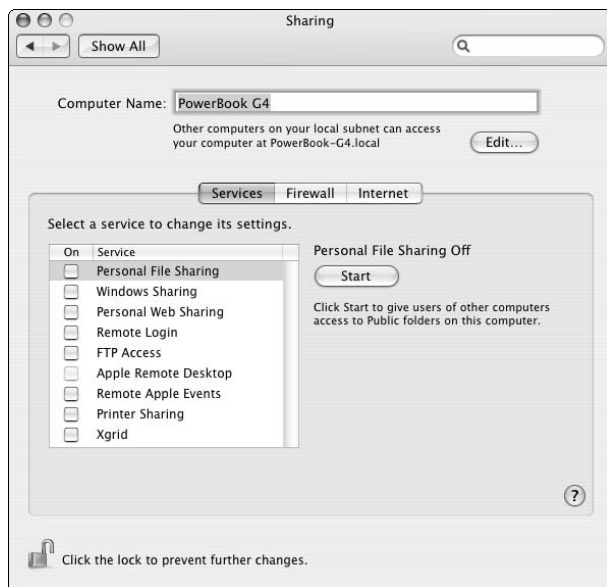 Sharing
Show All
Computer Name: PowerBook G4
Other computers on your local subnet can access
your computer at PowerBook-G4.local
Edit...
Services Firewall Internet
Select a service to change its settings.
On Service
Personal File Sharing
Windows Sharing
Personal Web Sharing
Remote Login
FTP Access
Apple Remote Desktop
Remote Apple Events
Printer Sharing
Xgrid
Personal File Sharing Off
Start
Click Start to give users of other computers
access to Public folders on this computer.
?
Click the lock to prevent further changes.